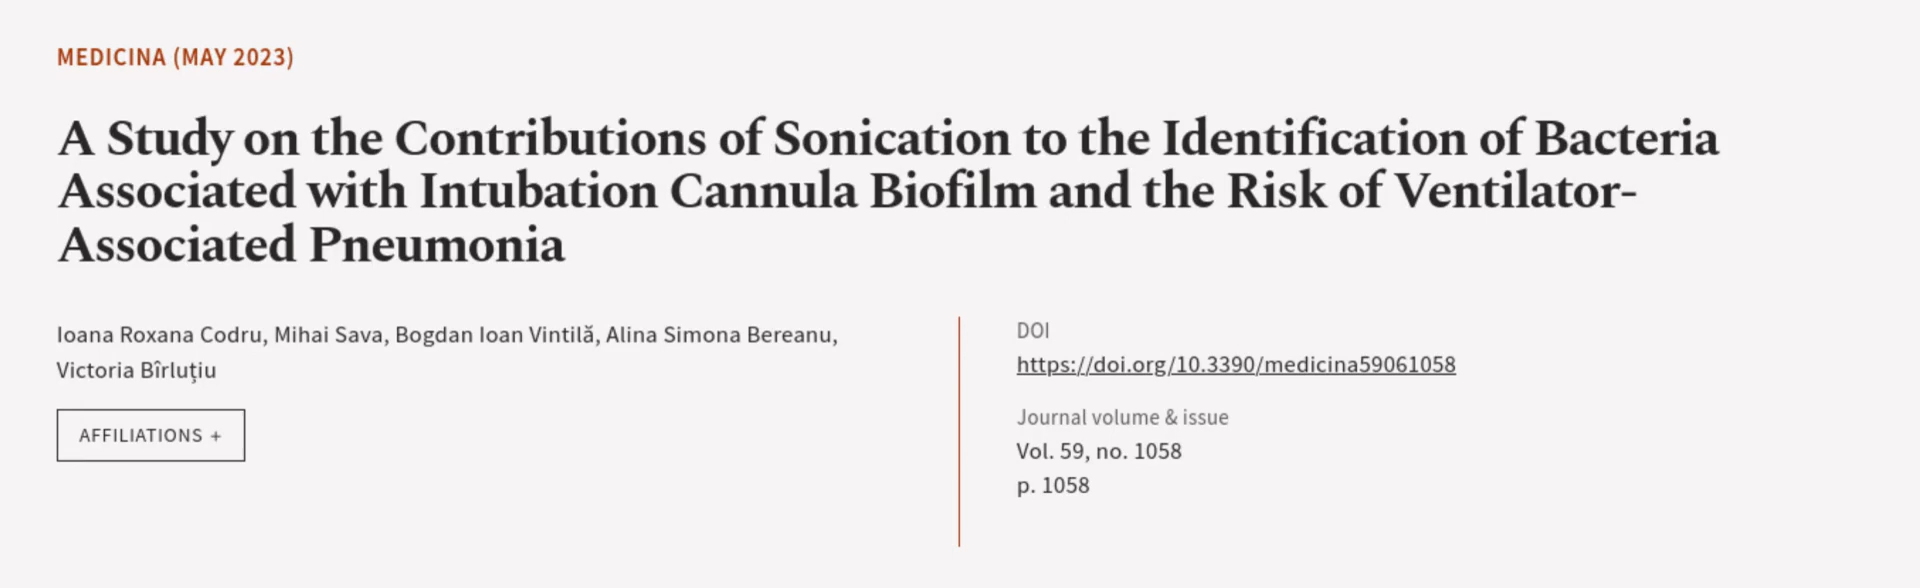 MEDICINA (MAY 2023)
A Study on the Contributions of Sonication to the Identification of Bacteria
Associated with Intubation Cannula Biofilm and the Risk of Ventilator-
Associated Pneumonia
Ioana Roxana Codru, Mihai Sava, Bogdan Ioan Vintilă, Alina Simona Bereanu,
Victoria Bîrluțiu
AFFILIATIONS +
DOI
https://doi.org/10.3390/medicina59061058
Journal volume & issue
Vol. 59, no. 1058
p. 1058